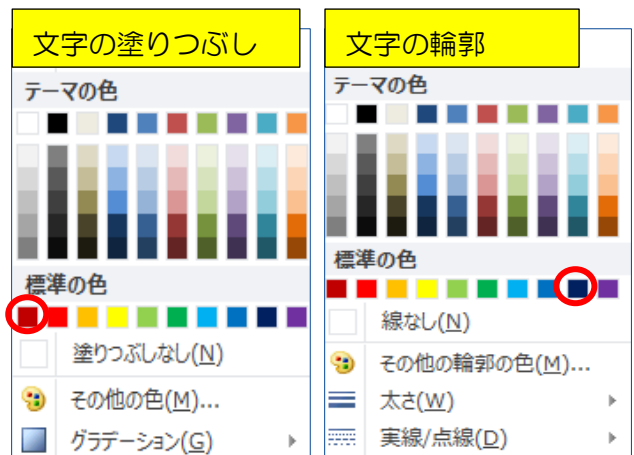 文字の塗りつぶし
テーマの色
標準の色
塗りつぶしなし(N)
その他の色(M)...
グラデーション(G)
文字の輪郭
テーマの色
標準の色
線なし(N)
その他の輪郭の色(M)...
太さ(W)
実線/点線(D)